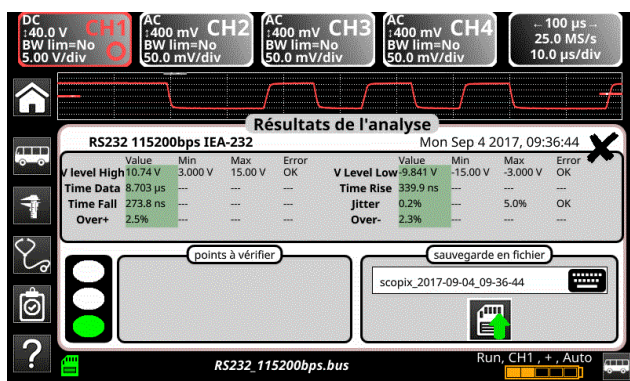 DC
↕40.0 V CH1
BW lim=No
5.00 V/div
AC
↕400 mV CH2
BW lim=No
50.0 mV/div
AC
↕400 mV CH3
BW lim=No
50.0 mV/div
AC
↕400 mV CH4
BW lim=No
50.0 mV/div
←100 µs→
25.0 MS/s
10.0 µs/div
Résultats de l'analyse
RS232 115200bps IEA-232 Mon Sep 4 2017, 09:36:44
Value Min Max Error Value Min Max Error
V level High 10.74 V 3.000 V 15.00 V OK V Level Low -9.841 V -15.00 V -3.000 V OK
Time Data 8.703 µs --- --- --- Time Rise 339.9 ns --- --- ---
Time Fall 273.8 ns --- --- --- Jitter 0.2% --- 5.0% OK
Over+ 2.5% --- --- --- Over- 2.3% --- --- ---
points à vérifier sauvegarde en fichier
scopix_2017-09-04_09-36-44
?
RS232_115200bps.bus Run, CH1 , + , Auto